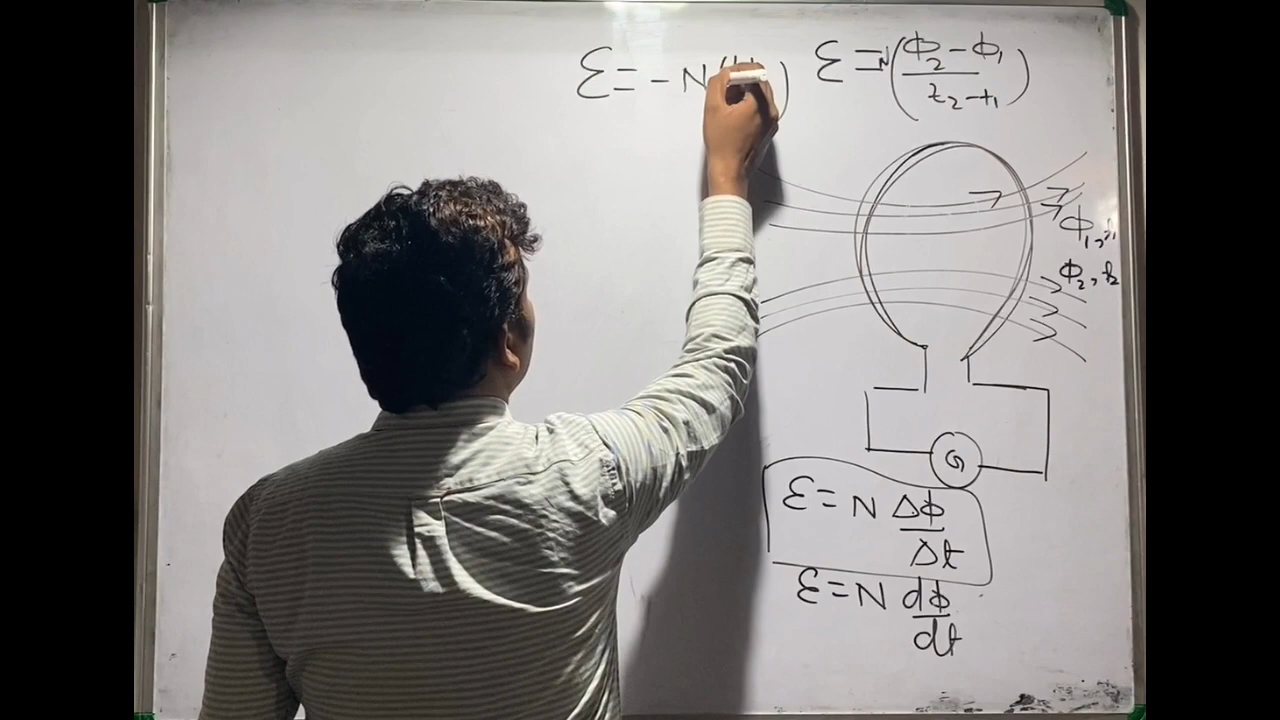 Ɛ = - N (
Ɛ = N (ϕ₂ - ϕ₁ / t₂ - t₁)
ϕ₁, t₁
ϕ₂, t₂
G
Ɛ = N Δϕ / Δt
Ɛ = N dϕ / dt